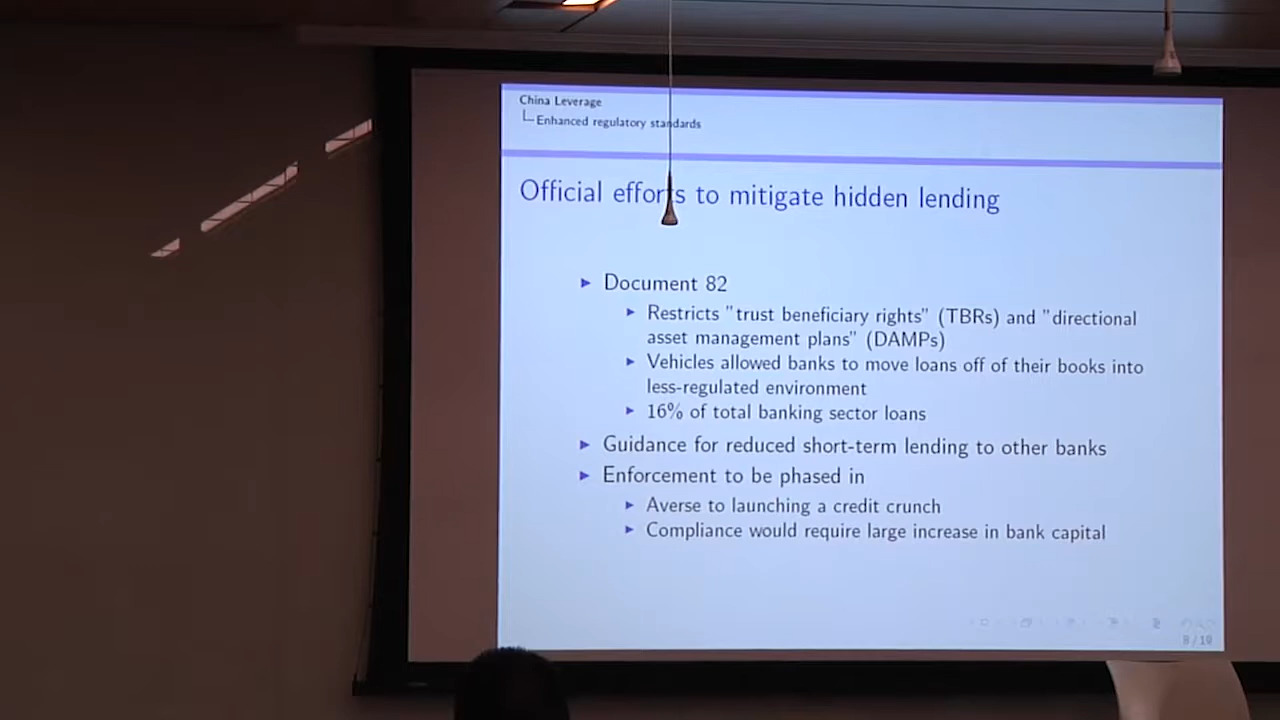 China Leverage
Enhanced regulatory standards
Official efforts to mitigate hidden lending
Document 82
Restricts "trust beneficiary rights" (TBRs) and "directional
asset management plans" (DAMPs)
Vehicles allowed banks to move loans off of their books into
less-regulated environment
16% of total banking sector loans
Guidance for reduced short-term lending to other banks
Enforcement to be phased in
Averse to launching a credit crunch
Compliance would require large increase in bank capital
8 / 19